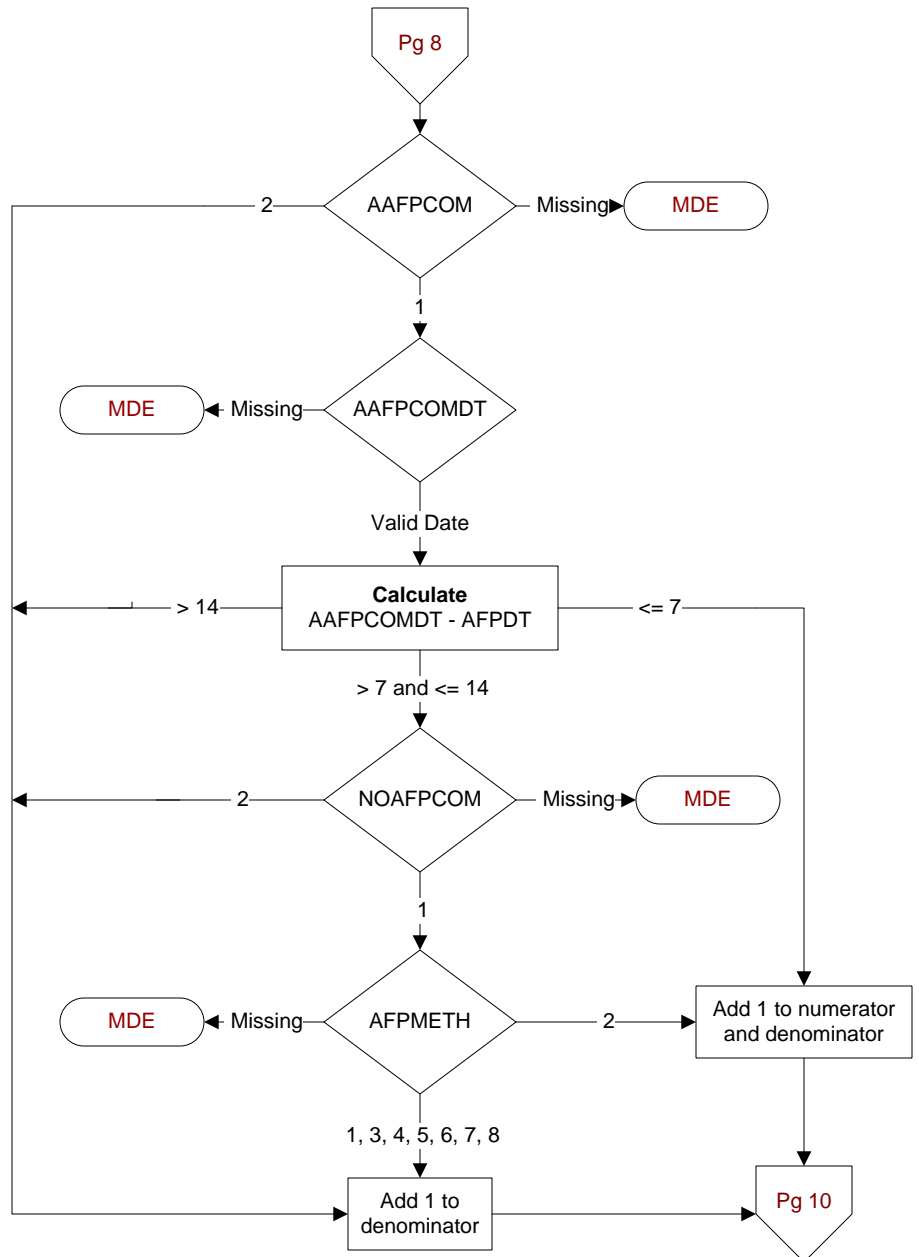 Pg 8
2
AAFPCOM
Missing
MDE
1
MDE
Missing
AAFPCOMDT
Valid Date
> 14
Calculate
AAFPCOMDT - AFPDT
<= 7
> 7 and <= 14
2
NOAFPCOM
Missing
MDE
1
MDE
Missing
AFPMETH
2
Add 1 to numerator
and denominator
1, 3, 4, 5, 6, 7, 8
Add 1 to
denominator
Pg 10